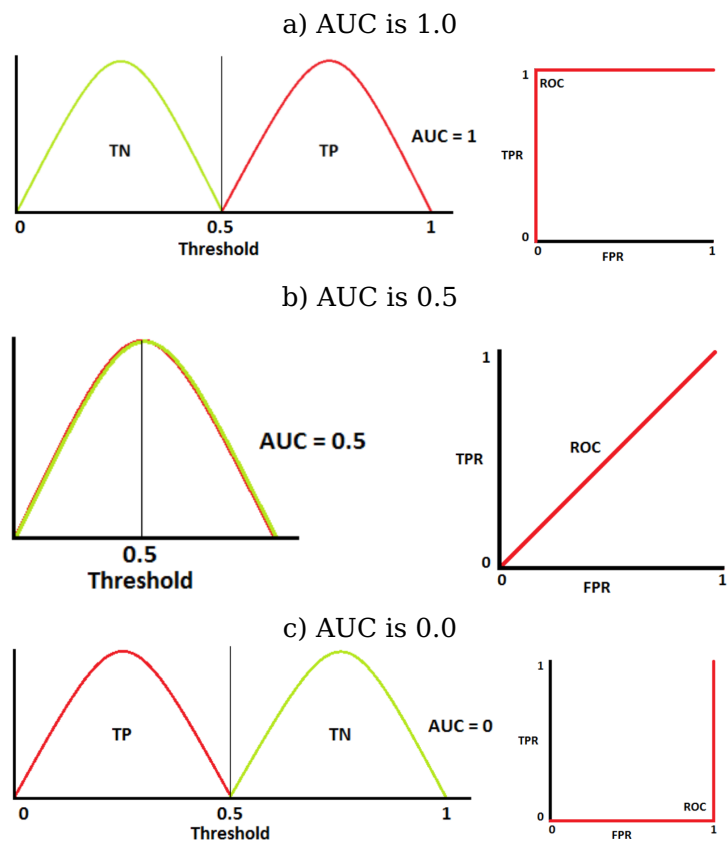 a) AUC is 1.0
TN
TP
AUC = 1
0
0.5
1
Threshold
1
ROC
TPR
0
0
1
FPR
b) AUC is 0.5
AUC = 0.5
0.5
Threshold
1
ROC
TPR
0
0
1
FPR
c) AUC is 0.0
TP
TN
AUC = 0
0
0.5
1
Threshold
1
TPR
ROC
0
0
1
FPR